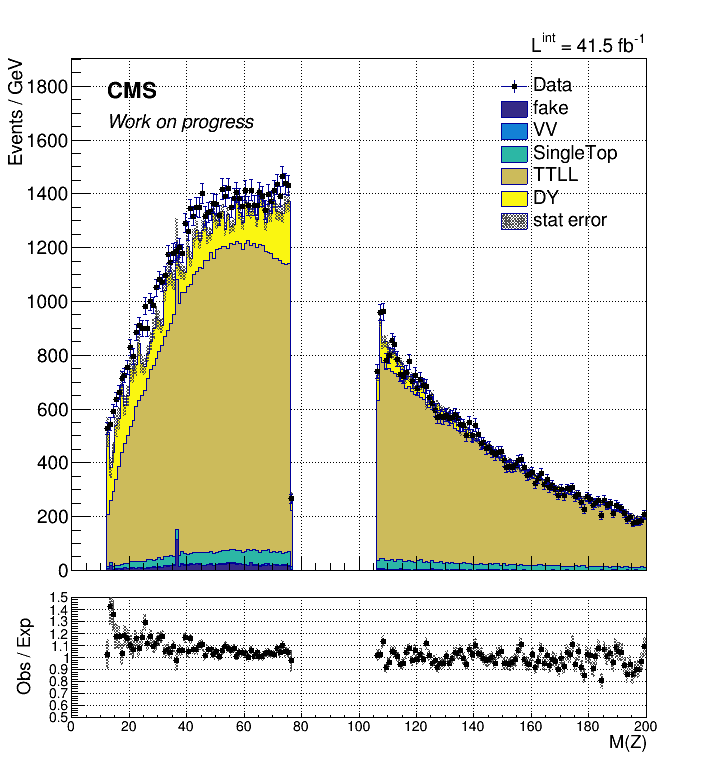 L^int = 41.5 fb^-1
Events / GeV
1800
1600
1400
1200
1000
800
600
400
200
0
CMS
Work on progress
Data
fake
VV
SingleTop
TTLL
DY
stat error
Obs / Exp
1.5
1.4
1.3
1.2
1.1
1
0.9
0.8
0.7
0.6
0.5
0 20 40 60 80 100 120 140 160 180 200
M(Z)